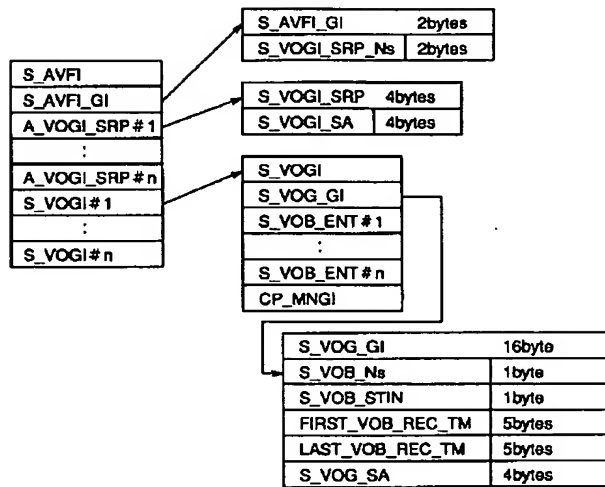 S_AVFI_GI 2bytes
S_VOGI_SRP_Ns 2bytes
S_AVFI
S_AVFI_GI
A_VOGI_SRP#1
:
A_VOGI_SRP#n
S_VOGI#1
:
S_VOGI#n
S_VOGI_SRP 4bytes
S_VOGI_SA 4bytes
S_VOGI
S_VOG_GI
S_VOB_ENT#1
:
S_VOB_ENT#n
CP_MNGI
S_VOG_GI 16byte
S_VOB_Ns 1byte
S_VOB_STIN 1byte
FIRST_VOB_REC_TM 5bytes
LAST_VOB_REC_TM 5bytes
S_VOG_SA 4bytes